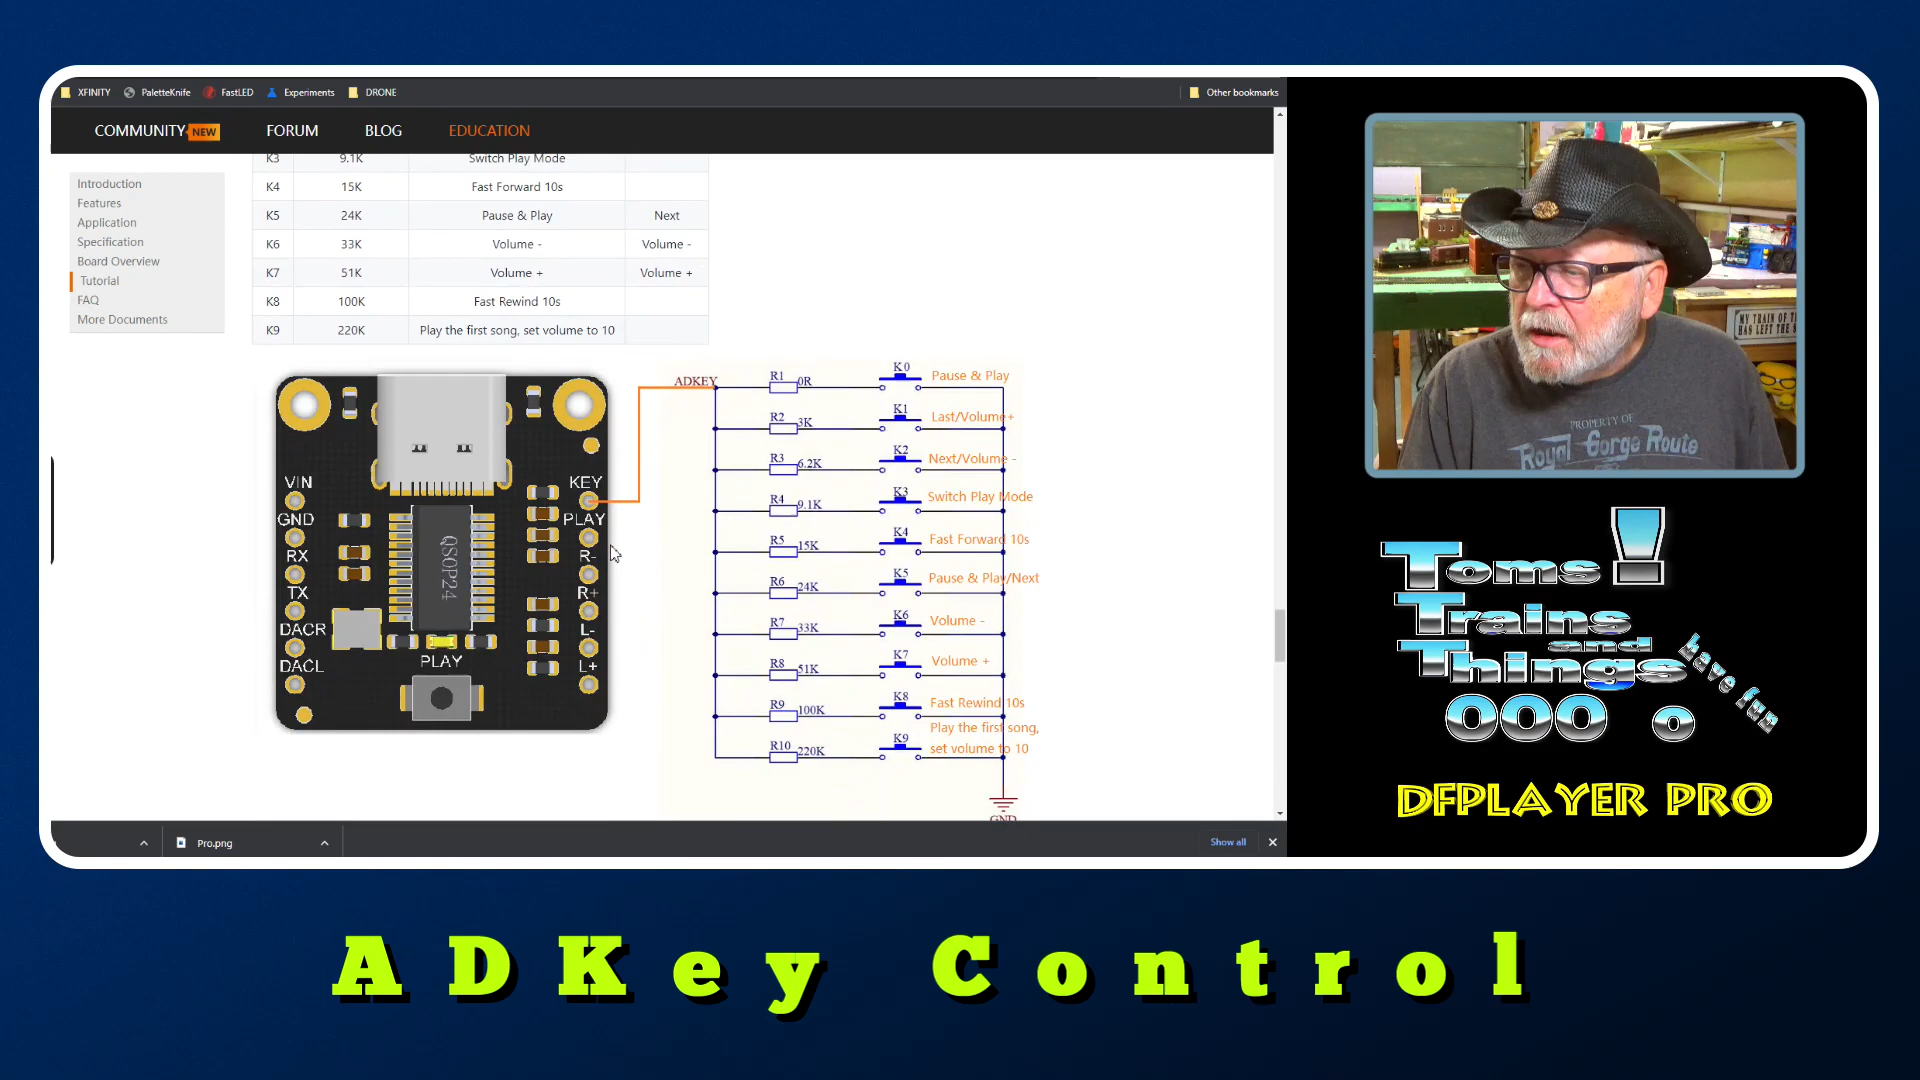 XFINITY PaletteKnife FastLED Experiments DRONE Other bookmarks
COMMUNITY NEW FORUM BLOG EDUCATION
Introduction
Features
Application
Specification
Board Overview
Tutorial
FAQ
More Documents
K3 9.1K Switch Play Mode
K4 15K Fast Forward 10s
K5 24K Pause & Play Next
K6 33K Volume - Volume -
K7 51K Volume + Volume +
K8 100K Fast Rewind 10s
K9 220K Play the first song, set volume to 10
VIN
GND
RX
TX
DACR
DACL
QSOP24
PLAY
KEY
PLAY
R-
R+
L-
L+
ADKEY
R1 0R K0 Pause & Play
R2 3K K1 Last/Volume+
R3 6.2K K2 Next/Volume -
R4 9.1K K3 Switch Play Mode
R5 15K K4 Fast Forward 10s
R6 24K K5 Pause & Play/Next
R7 33K K6 Volume -
R8 51K K7 Volume +
R9 100K K8 Fast Rewind 10s
R10 220K K9 Play the first song,
set volume to 10
GND
Pro.png Show all
MY TRAIN OF T
HAS LEFT THE S
PROPERTY OF
Royal Gorge Route
Toms !
Trains
and
Things
have fun
OOO o
DFPLAYER PRO
ADKey Control